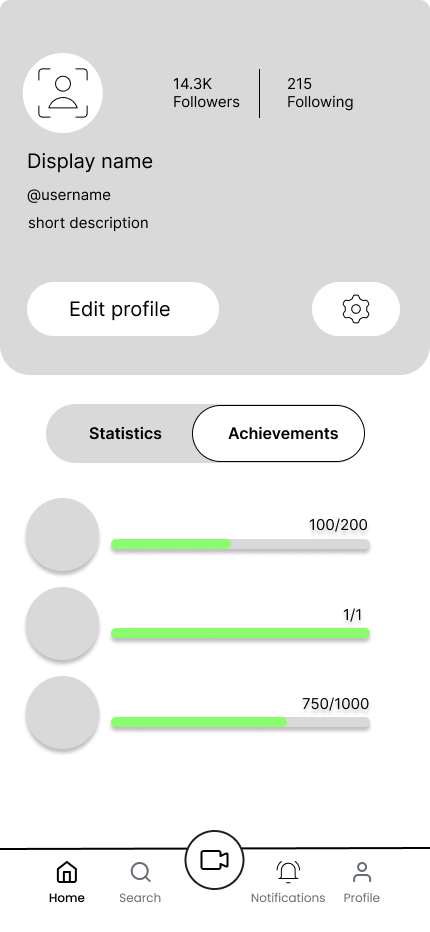 14.3K
Followers
215
Following
Display name
@username
short description
Edit profile
Statistics
Achievements
100/200
1/1
750/1000
Home
Search
Notifications
Profile